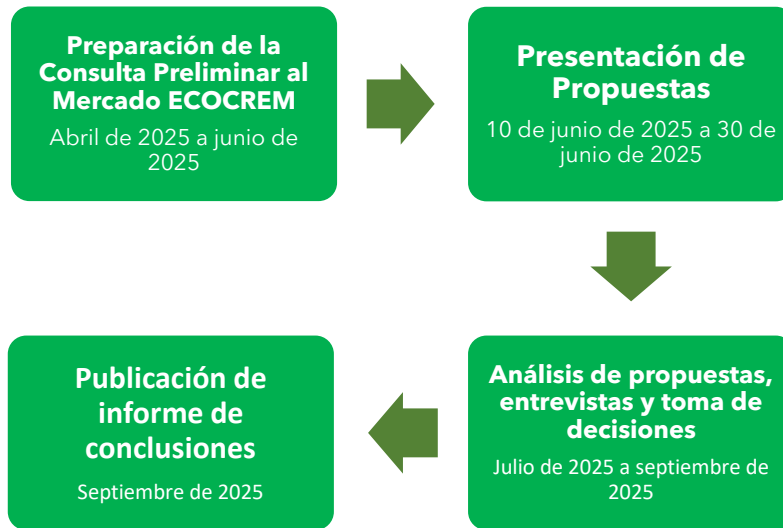 Preparación de la
Consulta Preliminar al
Mercado ECOCREM
Abril de 2025 a junio de
2025
Presentación de
Propuestas
10 de junio de 2025 a 30 de
junio de 2025
Análisis de propuestas,
entrevistas y toma de
decisiones
Julio de 2025 a septiembre de
2025
Publicación de
informe de
conclusiones
Septiembre de 2025